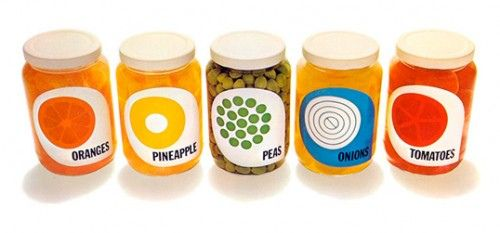 ORANGES
PINEAPPLE
PEAS
ONIONS
TOMATOES